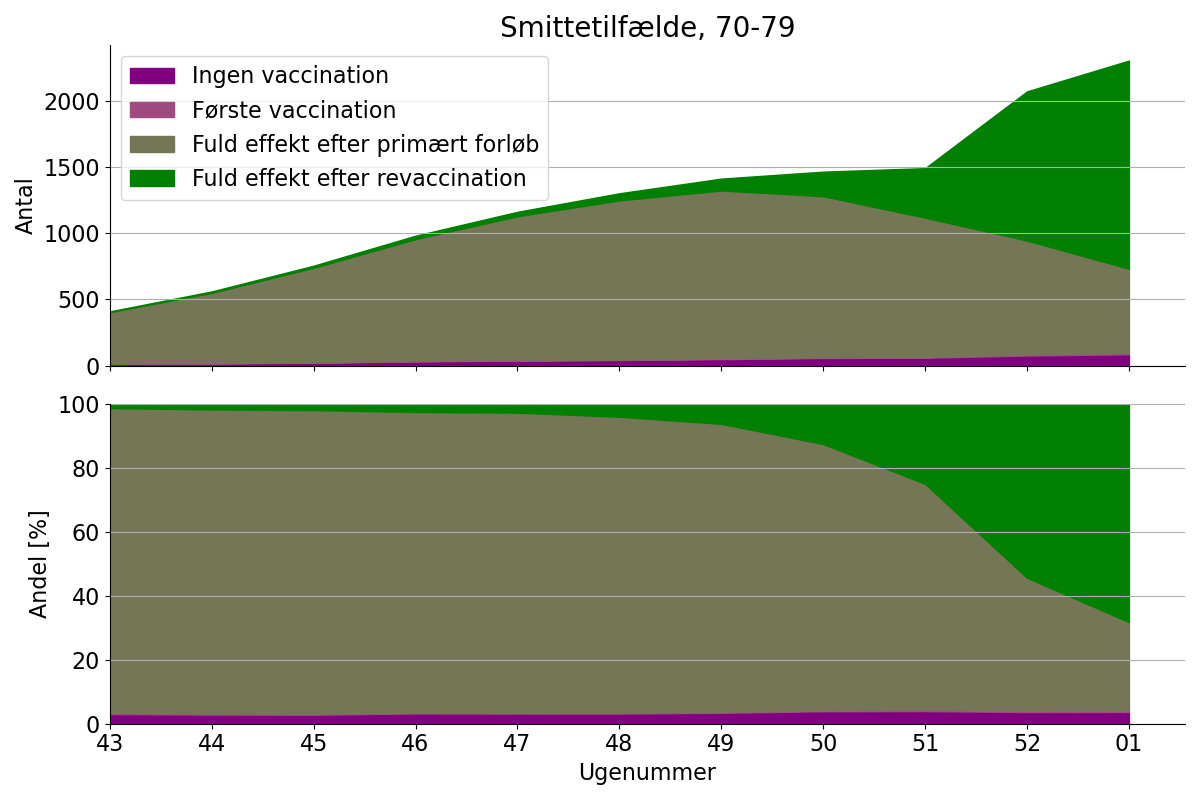 Smittetilfælde, 70-79
Ingen vaccination
Første vaccination
Fuld effekt efter primært forløb
Fuld effekt efter revaccination
Antal
2000
1500
1000
500
0
Andel [%]
100
80
60
40
20
0
43 44 45 46 47 48 49 50 51 52 01
Ugenummer